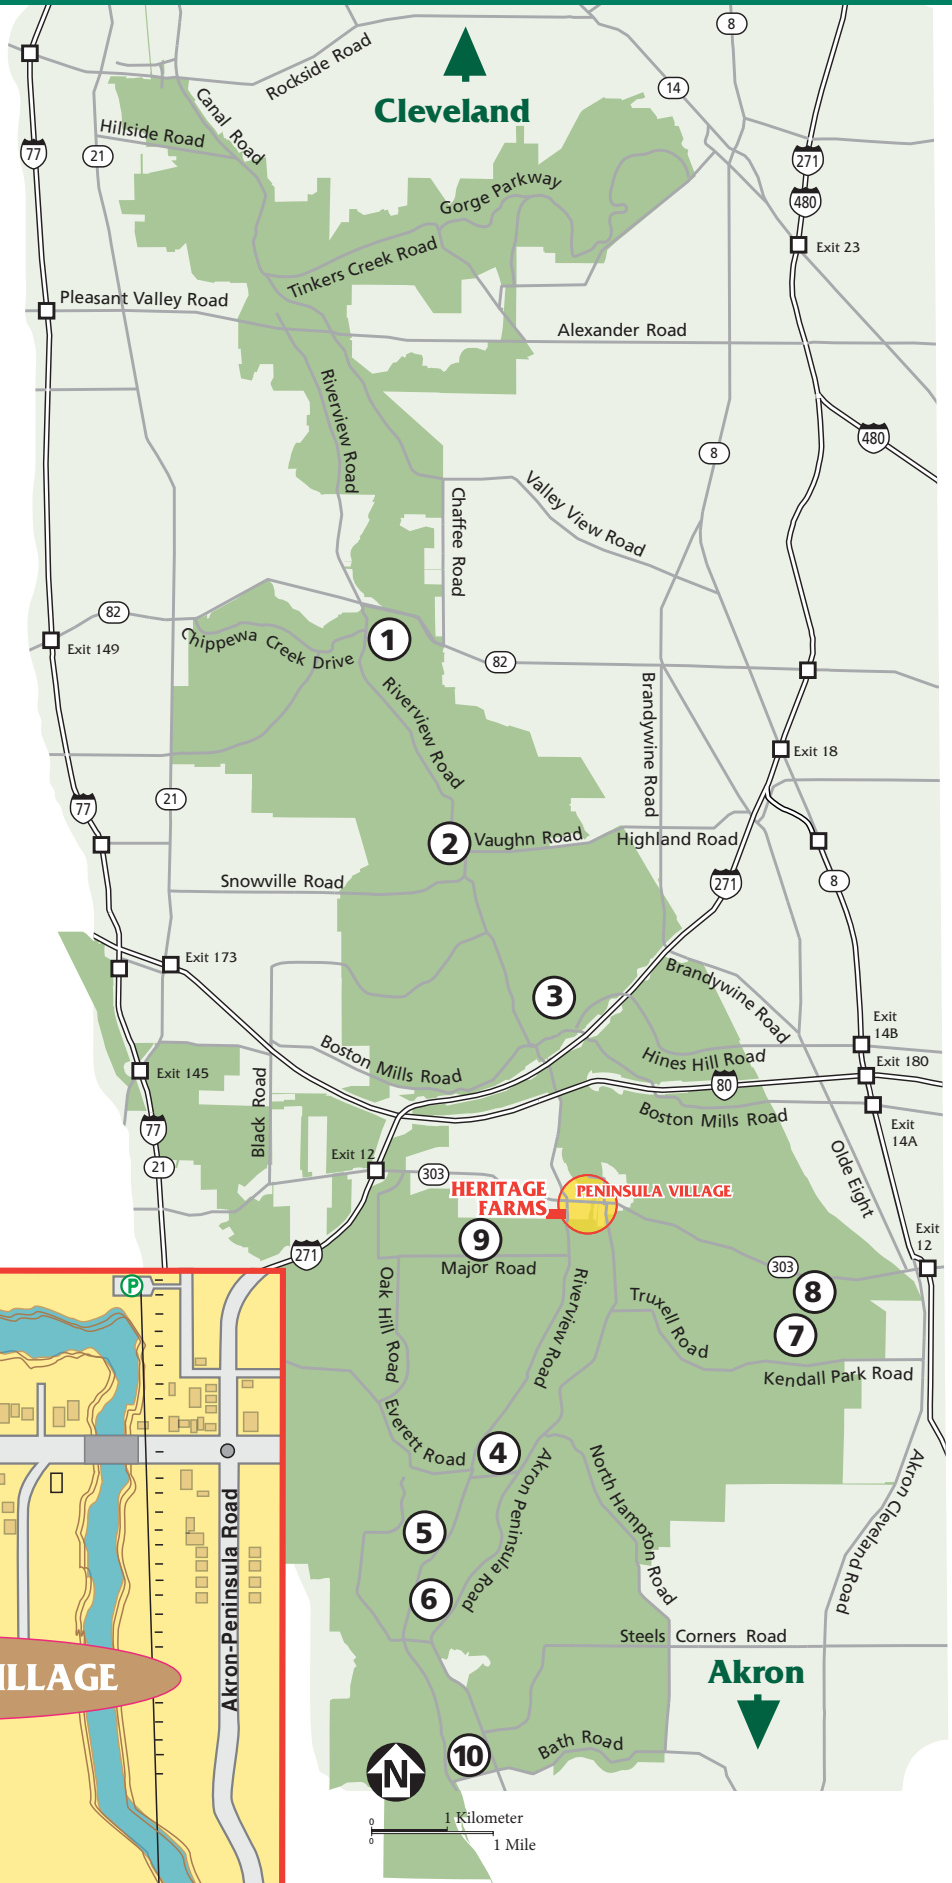 8
Rockside Road
Cleveland
14
Canal Road
Hillside Road
77
21
271
480
Gorge Parkway
Exit 23
Tinkers Creek Road
Pleasant Valley Road
Alexander Road
Riverview Road
480
8
Valley View Road
Chaffee Road
82
Exit 149
Chippewa Creek Drive
1
82
Riverview Road
Brandywine Road
Exit 18
77
21
2
Vaughn Road
Highland Road
Snowville Road
271
8
Exit 173
Brandywine Road
3
Exit
14B
Boston Mills Road
Hines Hill Road
Exit 180
Exit 145
80
Black Road
Boston Mills Road
Exit
14A
77
21
Exit 12
303
Olde Eight
HERITAGE
FARMS
PENINSULA VILLAGE
Exit
12
271
9
Major Road
303
8
P
Oak Hill Road
Riverview Road
Truxell Road
7
Kendall Park Road
Everett Road
4
Akron Peninsula Road
North Hampton Road
Akron Cleveland Road
5
Akron-Peninsula Road
6
Steels Corners Road
ILLAGE
Akron
10
Bath Road
N
0
1 Kilometer
0
1 Mile